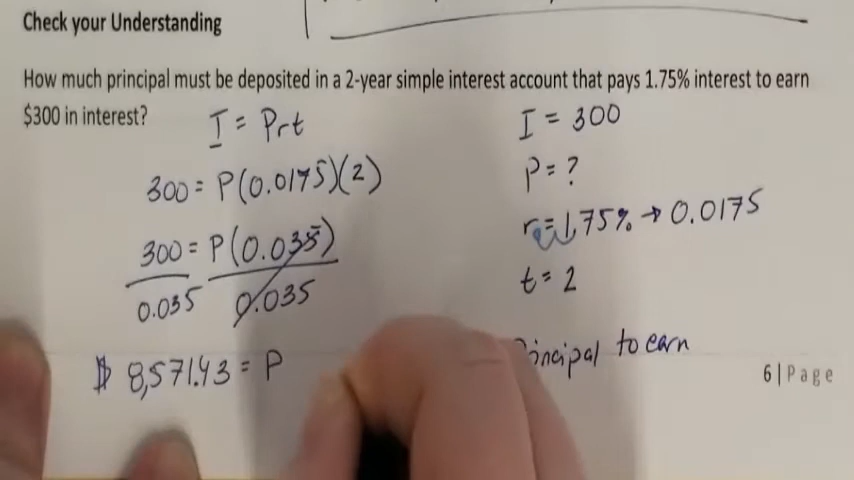 Check your Understanding
How much principal must be deposited in a 2-year simple interest account that pays 1.75% interest to earn
$300 in interest?
I = Prt
300 = P(0.0175)(2)
300 = P(0.035)
0.035 0.035
$ 8,571.43 = P
I = 300
P = ?
r = 1.75% → 0.0175
t = 2
to earn
6 | Page